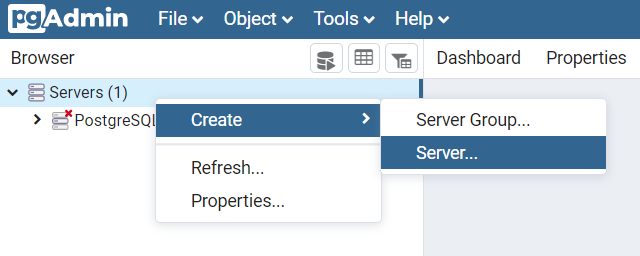 pgAdmin File Object Tools Help
Browser Dashboard Properties
Servers (1)
PostgreSQL
Create Server Group...
Server...
Refresh...
Properties...